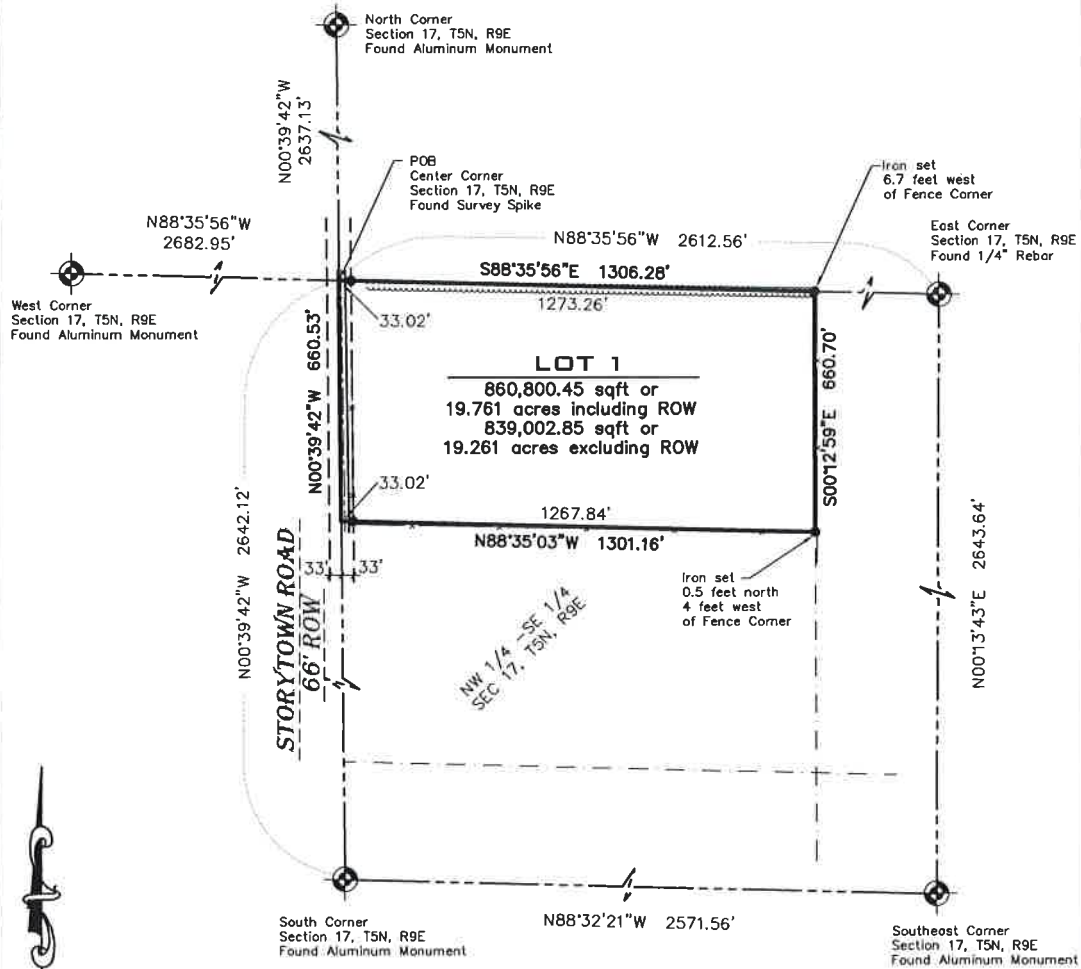 North Corner
Section 17, T5N, R9E
Found Aluminum Monument
N00°39'42"W
2637.13'
POB
Center Corner
Section 17, T5N, R9E
Found Survey Spike
Iron set
6.7 feet west
of Fence Corner
N88°35'56"W
2682.95'
N88°35'56"W 2612.56'
East Corner
Section 17, T5N, R9E
Found 1/4" Rebar
S88°35'56"E 1306.28'
1273.26'
West Corner
Section 17, T5N, R9E
Found Aluminum Monument
33.02'
N00°39'42"W 660.53'
LOT 1
860,800.45 sqft or
19.761 acres including ROW
839,002.85 sqft or
19.261 acres excluding ROW
S00°12'59"E 660.70'
33.02'
1267.84'
N88°35'03"W 1301.16'
N00°39'42"W 2642.12'
STORYTOWN ROAD
66' ROW
33' 33'
Iron set
0.5 feet north
4 feet west
of Fence Corner
NW 1/4 -SE 1/4
SEC 17, T5N, R9E
N00°13'43"E 2643.64'
N88°32'21"W 2571.56'
South Corner
Section 17, T5N, R9E
Found Aluminum Monument
Southeast Corner
Section 17, T5N, R9E
Found Aluminum Monument